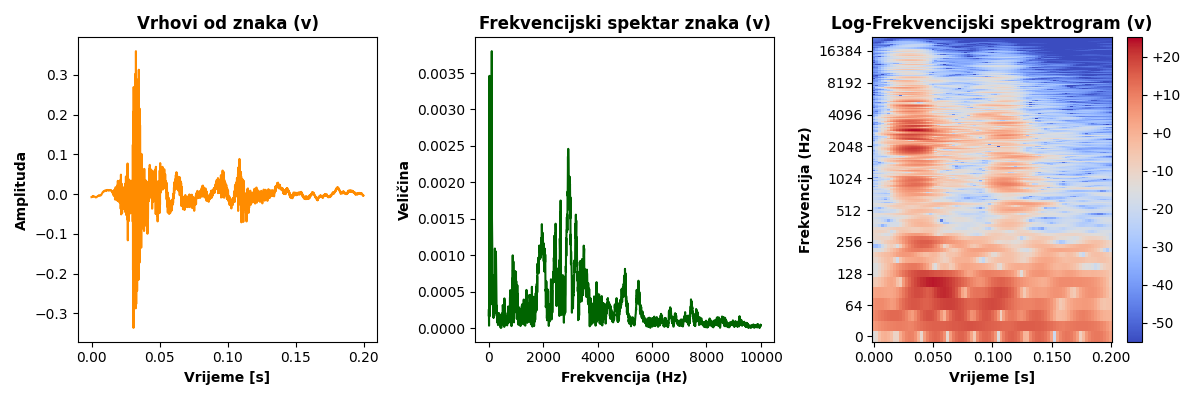 Vrhovi od znaka (v)
Amplituda
0.3
0.2
0.1
0.0
−0.1
−0.2
−0.3
0.00 0.05 0.10 0.15 0.20
Vrijeme [s]
Frekvencijski spektar znaka (v)
Veličina
0.0035
0.0030
0.0025
0.0020
0.0015
0.0010
0.0005
0.0000
0 2000 4000 6000 8000 10000
Frekvencija (Hz)
Log-Frekvencijski spektrogram (v)
Frekvencija (Hz)
16384
8192
4096
2048
1024
512
256
128
64
0
0.000 0.050 0.100 0.150 0.200
Vrijeme [s]
+20
+10
+0
-10
-20
-30
-40
-50